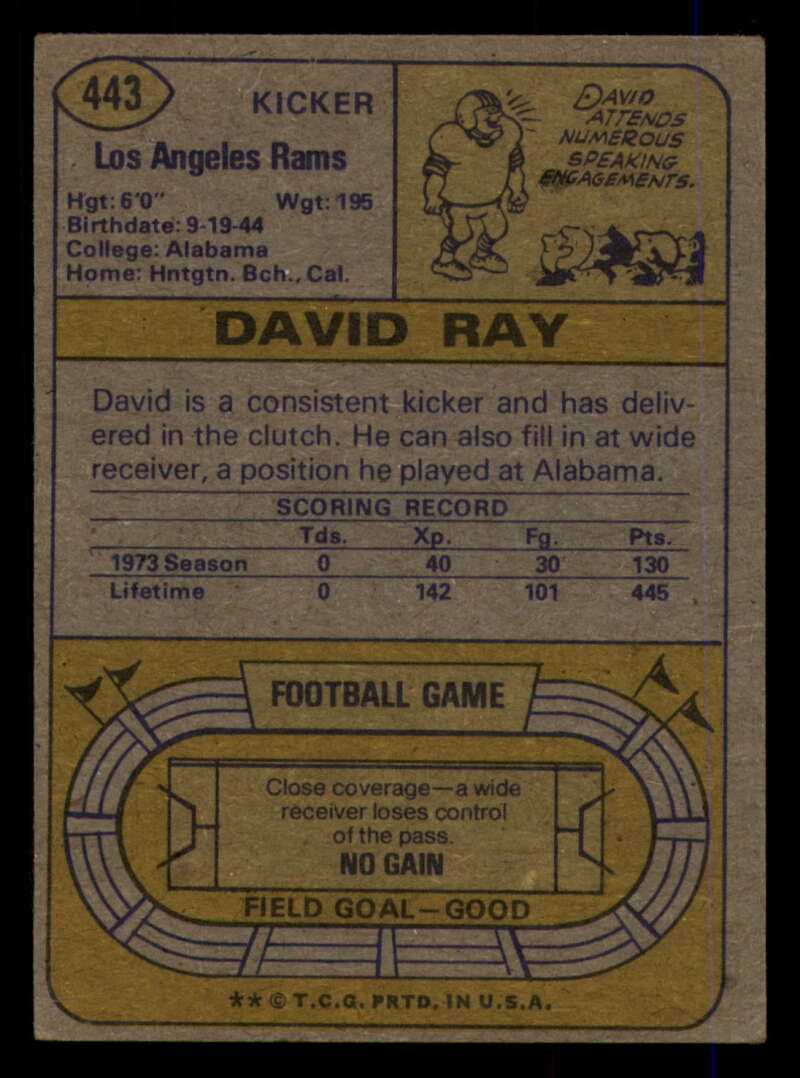 443
KICKER
Los Angeles Rams
Hgt: 6'0" Wgt: 195
Birthdate: 9-19-44
College: Alabama
Home: Hntgtn. Bch., Cal.
DAVID
ATTENDS
NUMEROUS
SPEAKING
ENGAGEMENTS.
DAVID RAY
David is a consistent kicker and has deliv-
ered in the clutch. He can also fill in at wide
receiver, a position he played at Alabama.
SCORING RECORD
Tds. Xp. Fg. Pts.
1973 Season 0 40 30 130
Lifetime 0 142 101 445
FOOTBALL GAME
Close coverage—a wide
receiver loses control
of the pass.
NO GAIN
FIELD GOAL—GOOD
** © T.C.G. PRTD. IN U.S.A.